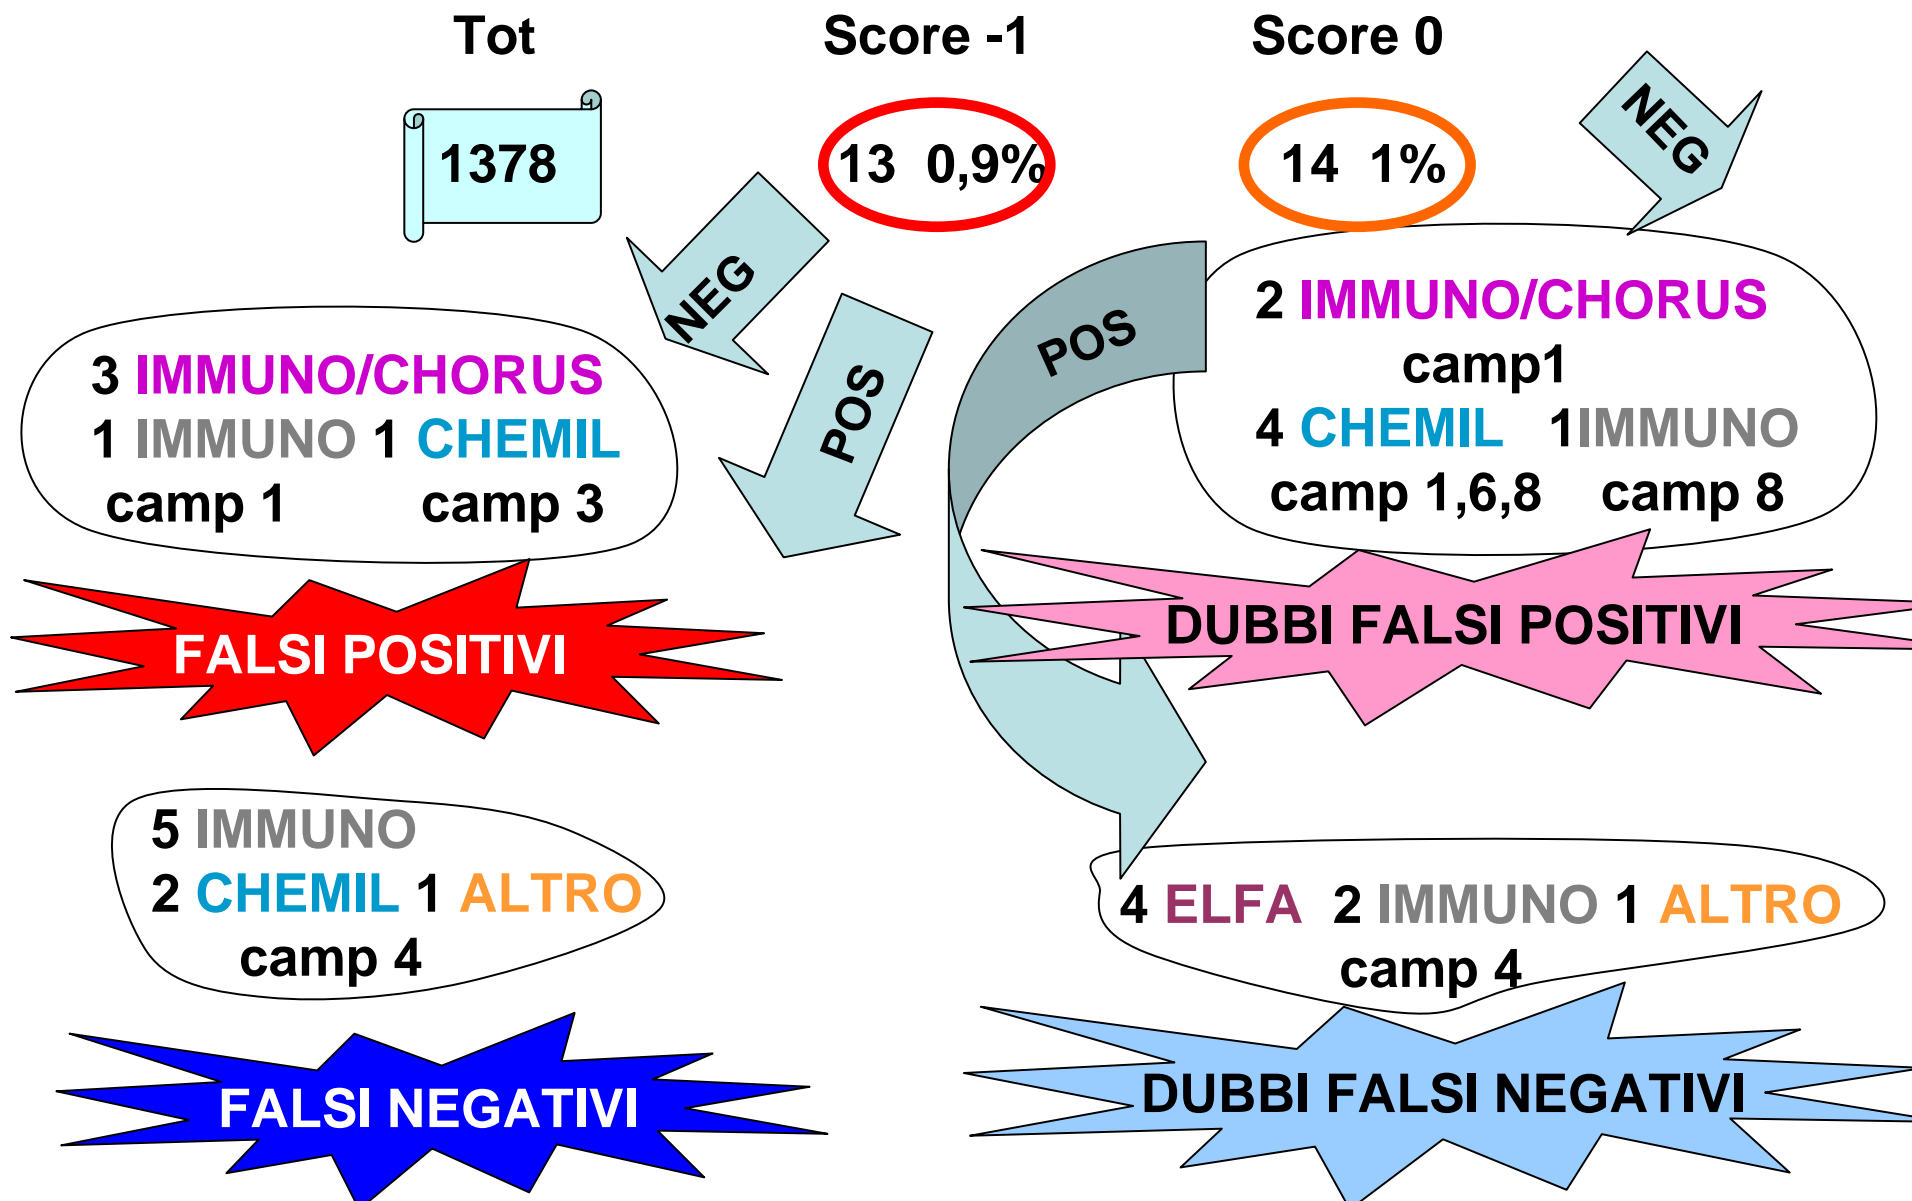 Tot Score -1 Score 0
1378 13 0,9% 14 1%
NEG
NEG
POS
POS
3 IMMUNO/CHORUS
1 IMMUNO 1 CHEMIL
camp 1 camp 3
FALSI POSITIVI
2 IMMUNO/CHORUS
camp1
4 CHEMIL 1IMMUNO
camp 1,6,8 camp 8
DUBBI FALSI POSITIVI
5 IMMUNO
2 CHEMIL 1 ALTRO
camp 4
FALSI NEGATIVI
4 ELFA 2 IMMUNO 1 ALTRO
camp 4
DUBBI FALSI NEGATIVI